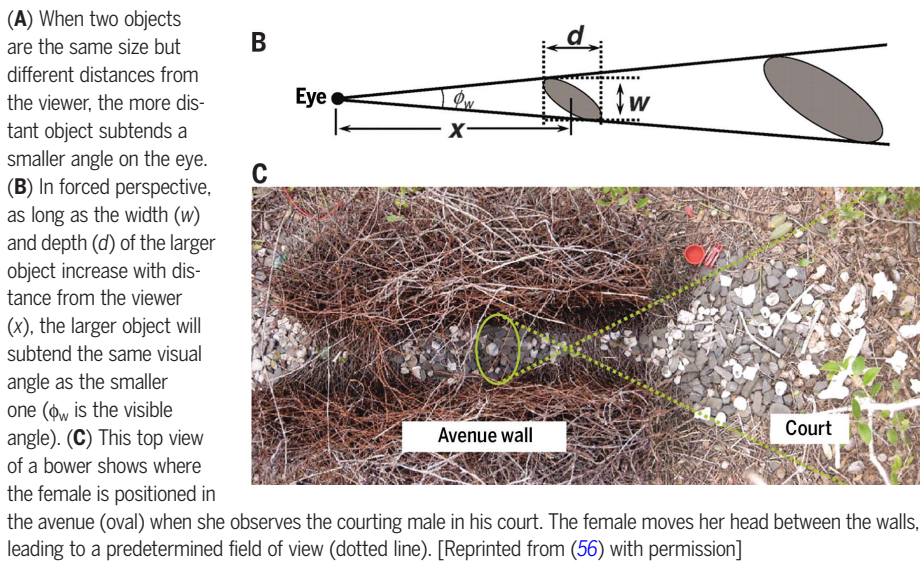 (A) When two objects
are the same size but
different distances from
the viewer, the more dis-
tant object subtends a
smaller angle on the eye.
(B) In forced perspective,
as long as the width (w)
and depth (d) of the larger
object increase with dis-
tance from the viewer
(x), the larger object will
subtend the same visual
angle as the smaller
one (ϕw is the visible
angle). (C) This top view
of a bower shows where
the female is positioned in
the avenue (oval) when she observes the courting male in his court. The female moves her head between the walls,
leading to a predetermined field of view (dotted line). [Reprinted from (56) with permission]
B
d
Eye
ϕw
w
x
C
Avenue wall
Court